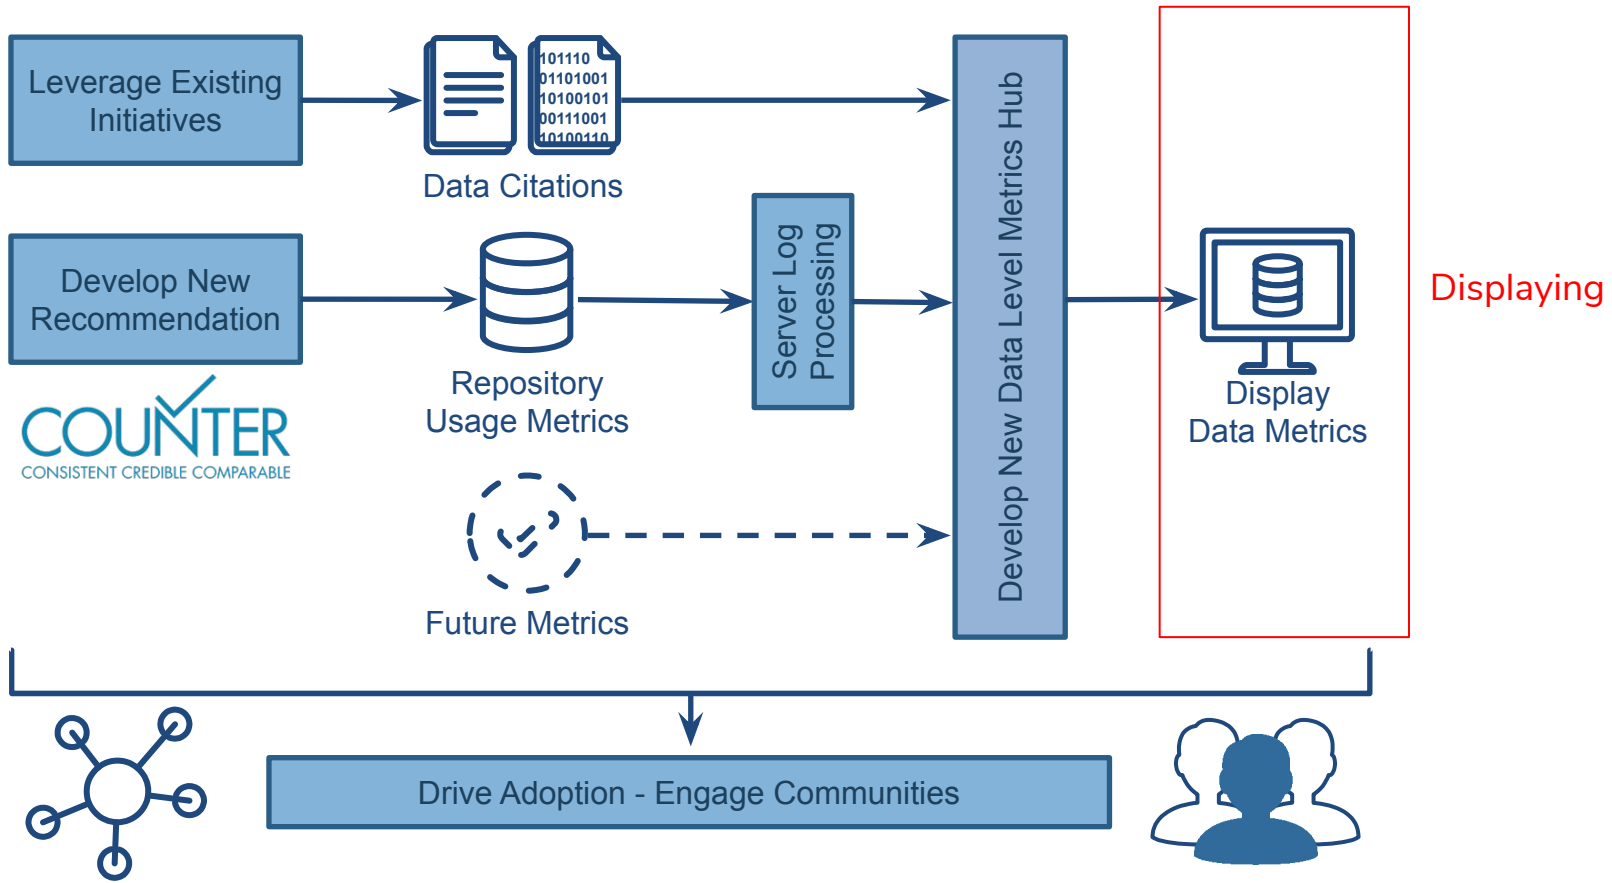 Leverage Existing
Initiatives
101110
01101001
10100101
00111001
10100110
Data Citations
Develop New
Recommendation
COUNTER
CONSISTENT CREDIBLE COMPARABLE
Repository
Usage Metrics
Server Log
Processing
Future Metrics
Develop New Data Level Metrics Hub
Display
Data Metrics
Displaying
Drive Adoption - Engage Communities